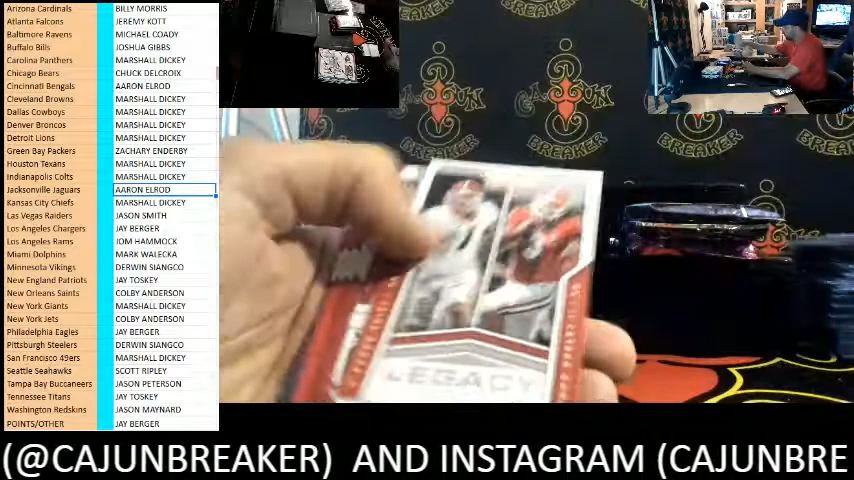 Arizona Cardinals BILLY MORRIS
Atlanta Falcons JEREMY KOTT
Baltimore Ravens MICHAEL COADY
Buffalo Bills JOSHUA GIBBS
Carolina Panthers MARSHALL DICKEY
Chicago Bears CHUCK DELCROIX
Cincinnati Bengals AARON ELROD
Cleveland Browns MARSHALL DICKEY
Dallas Cowboys MARSHALL DICKEY
Denver Broncos MARSHALL DICKEY
Detroit Lions MARSHALL DICKEY
Green Bay Packers ZACHARY ENDERBY
Houston Texans MARSHALL DICKEY
Indianapolis Colts MARSHALL DICKEY
Jacksonville Jaguars AARON ELROD
Kansas City Chiefs MARSHALL DICKEY
Las Vegas Raiders JASON SMITH
Los Angeles Chargers JAY BERGER
Los Angeles Rams JOM HAMMOCK
Miami Dolphins MARK WALECKA
Minnesota Vikings DERWIN SIANGCO
New England Patriots JAY TOSKEY
New Orleans Saints COLBY ANDERSON
New York Giants MARSHALL DICKEY
New York Jets COLBY ANDERSON
Philadelphia Eagles JAY BERGER
Pittsburgh Steelers DERWIN SIANGCO
San Francisco 49ers MARSHALL DICKEY
Seattle Seahawks SCOTT RIPLEY
Tampa Bay Buccaneers JASON PETERSON
Tennessee Titans JAY TOSKEY
Washington Redskins JASON MAYNARD
POINTS/OTHER JAY BERGER
CAJUN
BREAKER
CAJUN
BREAKER
BREAKER
BREAKER
LEGACY
(@CAJUNBREAKER) AND INSTAGRAM (CAJUNBRE